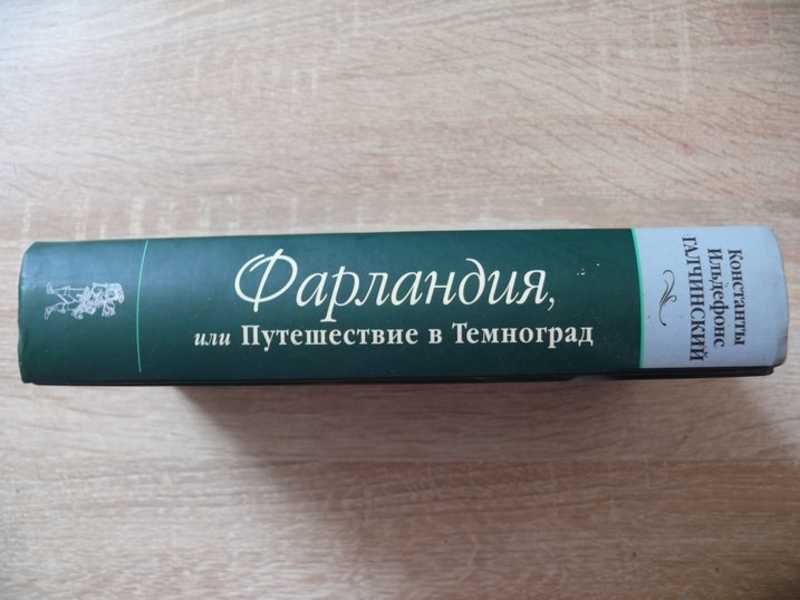 Константы
Ильдефонс
ГАЛЧИНСКИЙ
Фарландия,
или Путешествие в Темноград